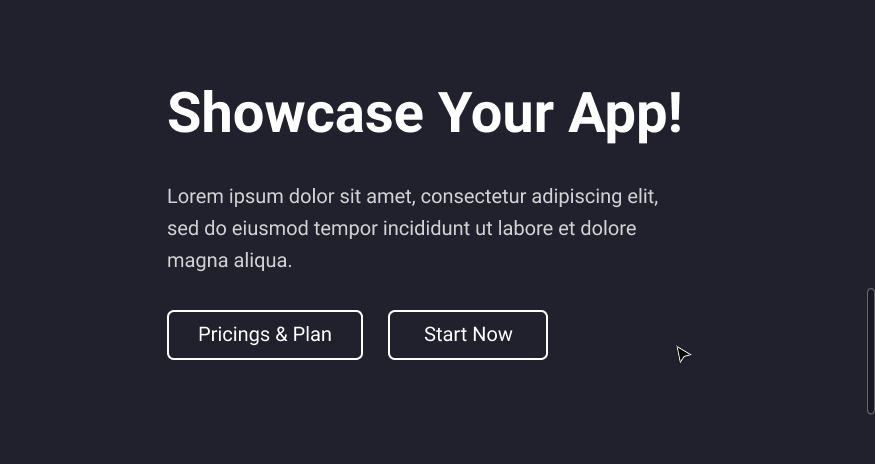 Showcase Your App!
Lorem ipsum dolor sit amet, consectetur adipiscing elit,
sed do eiusmod tempor incididunt ut labore et dolore
magna aliqua.
Pricings & Plan
Start Now